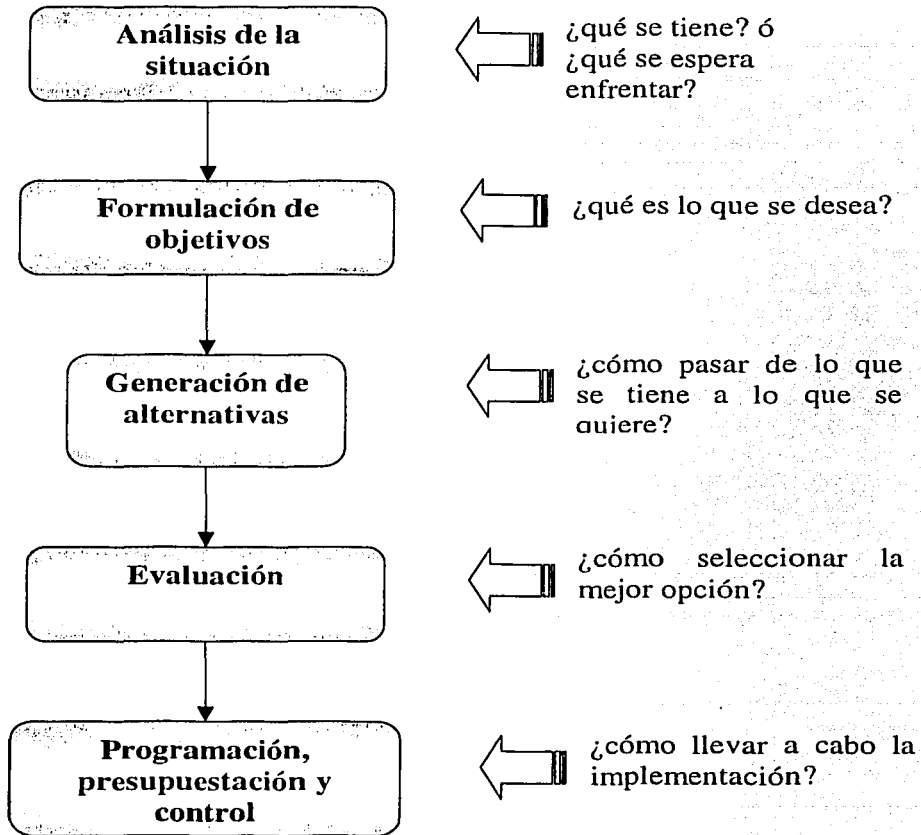 Análisis de la
situación
¿qué se tiene? ó
¿qué se espera
enfrentar?
Formulación de
objetivos
¿qué es lo que se desea?
Generación de
alternativas
¿cómo pasar de lo que
se tiene a lo que se
quiere?
Evaluación
¿cómo seleccionar la
mejor opción?
Programación,
presupuestación y
control
¿cómo llevar a cabo la
implementación?